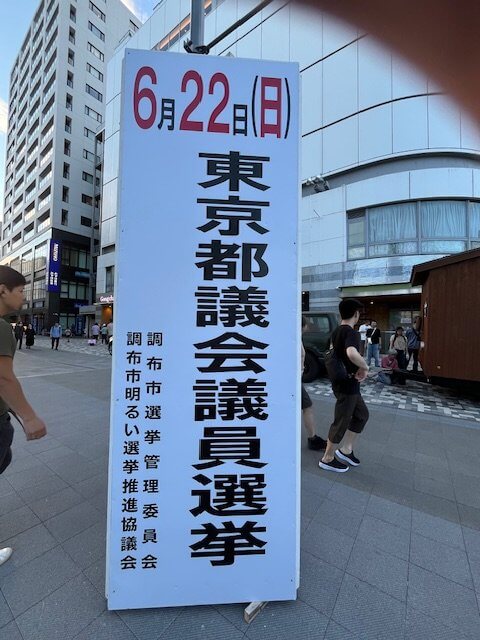 6月22日(日)
東京都議会議員選挙
調布市選挙管理委員会
調布市明るい選挙推進協議会